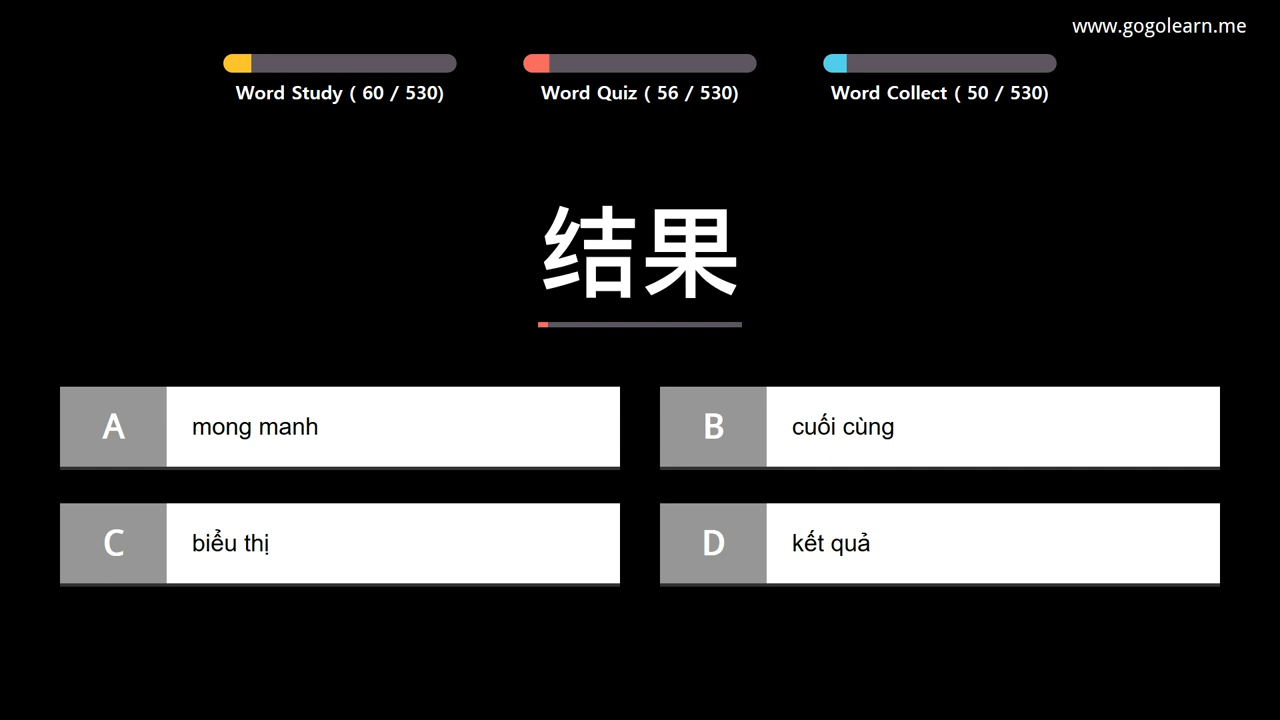 www.gogolearn.me
Word Study ( 60 / 530)
Word Quiz ( 56 / 530)
Word Collect ( 50 / 530)
结果
A mong manh
B cuối cùng
C biểu thị
D kết quả